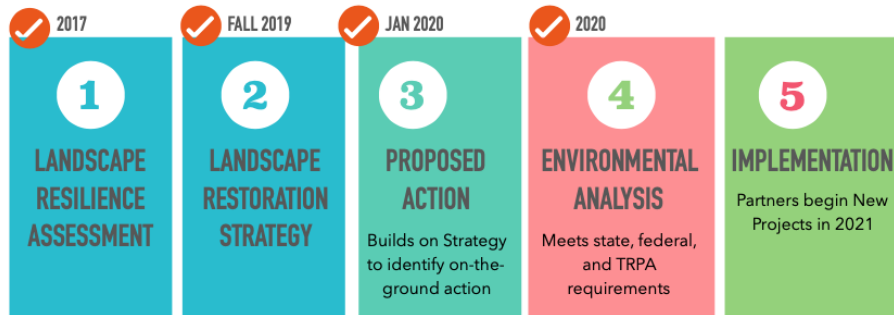 2017
FALL 2019
JAN 2020
2020
1
2
3
4
5
LANDSCAPE
RESILIENCE
ASSESSMENT
LANDSCAPE
RESTORATION
STRATEGY
PROPOSED
ACTION
Builds on Strategy
to identify on-the-
ground action
ENVIRONMENTAL
ANALYSIS
Meets state, federal,
and TRPA
requirements
IMPLEMENTATION
Partners begin New
Projects in 2021